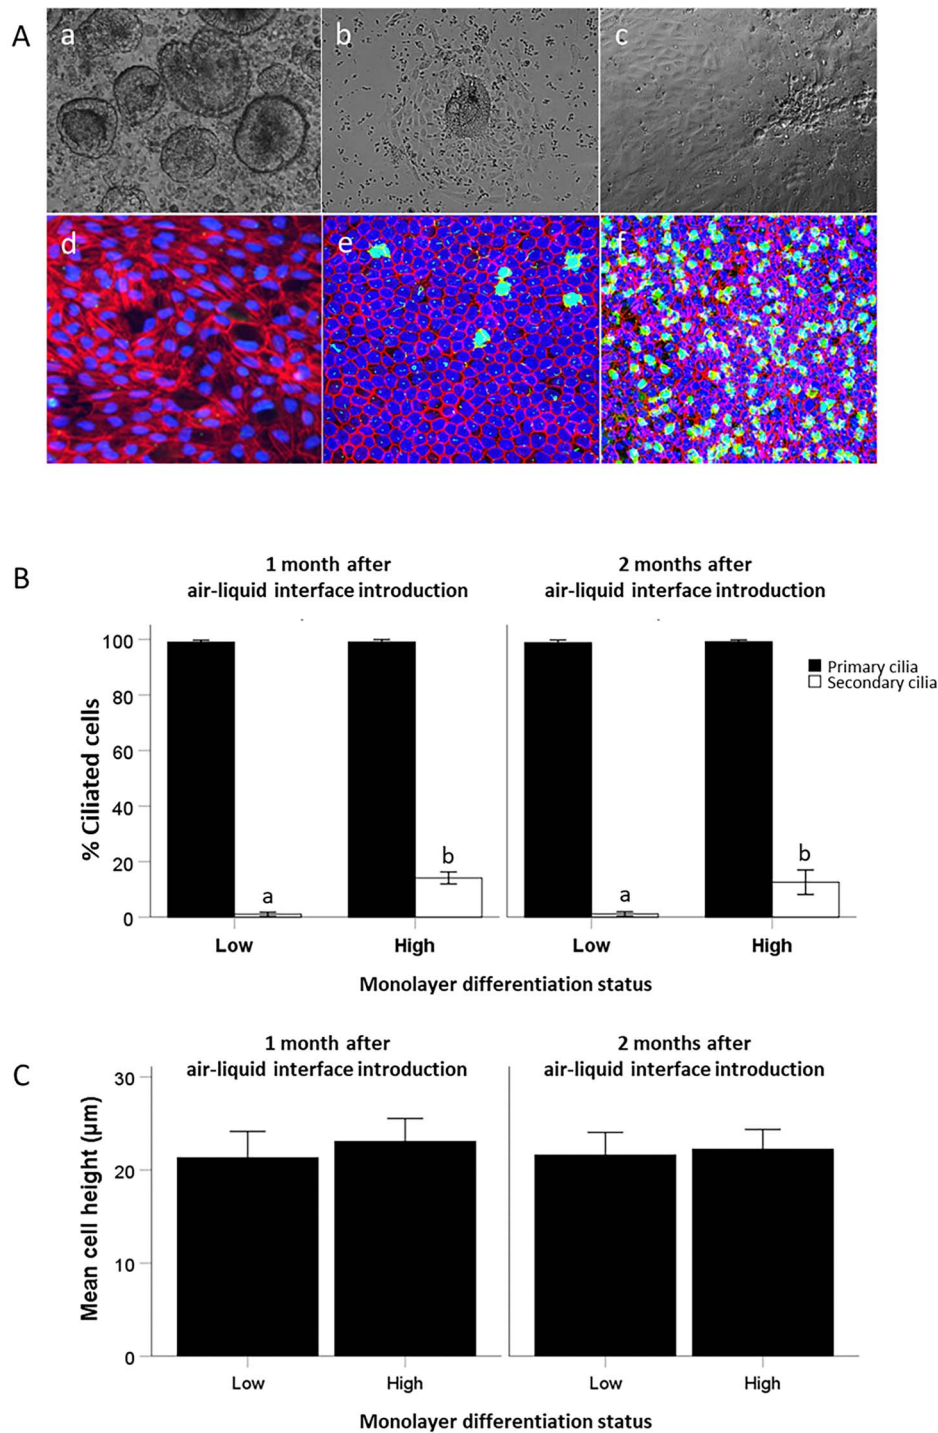 A
a
b
c
d
e
f
B
1 month after
air-liquid interface introduction
2 months after
air-liquid interface introduction
% Ciliated cells
100
80
60
40
20
0
a
b
a
b
Primary cilia
Secondary cilia
Low
High
Low
High
Monolayer differentiation status
C
1 month after
air-liquid interface introduction
2 months after
air-liquid interface introduction
Mean cell height (μm)
30
20
10
0
Low
High
Low
High
Monolayer differentiation status